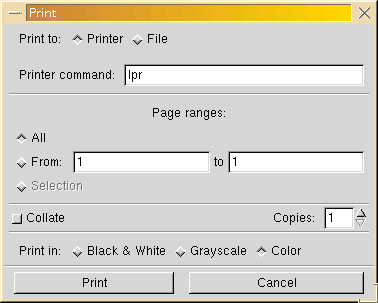 Print
Print to: Printer File
Printer command: lpr
Page ranges:
All
From: 1 to 1
Selection
Collate Copies: 1
Print in: Black & White Grayscale Color
Print Cancel